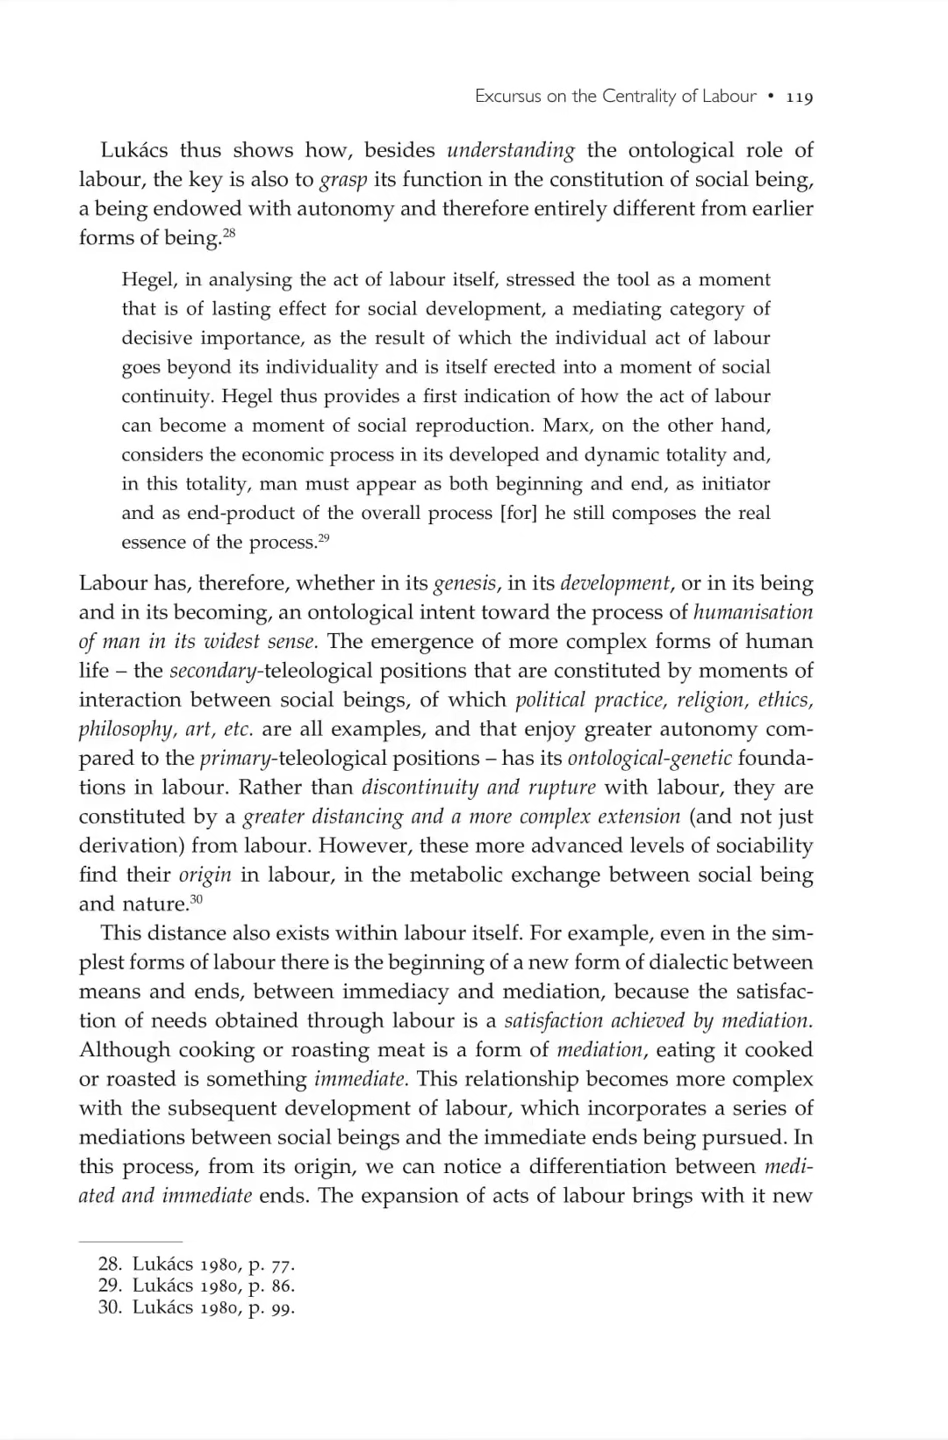 Excursus on the Centrality of Labour • 119
Lukács thus shows how, besides understanding the ontological role of
labour, the key is also to grasp its function in the constitution of social being,
a being endowed with autonomy and therefore entirely different from earlier
forms of being.28
Hegel, in analysing the act of labour itself, stressed the tool as a moment
that is of lasting effect for social development, a mediating category of
decisive importance, as the result of which the individual act of labour
goes beyond its individuality and is itself erected into a moment of social
continuity. Hegel thus provides a first indication of how the act of labour
can become a moment of social reproduction. Marx, on the other hand,
considers the economic process in its developed and dynamic totality and,
in this totality, man must appear as both beginning and end, as initiator
and as end-product of the overall process [for] he still composes the real
essence of the process.29
Labour has, therefore, whether in its genesis, in its development, or in its being
and in its becoming, an ontological intent toward the process of humanisation
of man in its widest sense. The emergence of more complex forms of human
life – the secondary-teleological positions that are constituted by moments of
interaction between social beings, of which political practice, religion, ethics,
philosophy, art, etc. are all examples, and that enjoy greater autonomy com-
pared to the primary-teleological positions – has its ontological-genetic founda-
tions in labour. Rather than discontinuity and rupture with labour, they are
constituted by a greater distancing and a more complex extension (and not just
derivation) from labour. However, these more advanced levels of sociability
find their origin in labour, in the metabolic exchange between social being
and nature.30
This distance also exists within labour itself. For example, even in the sim-
plest forms of labour there is the beginning of a new form of dialectic between
means and ends, between immediacy and mediation, because the satisfac-
tion of needs obtained through labour is a satisfaction achieved by mediation.
Although cooking or roasting meat is a form of mediation, eating it cooked
or roasted is something immediate. This relationship becomes more complex
with the subsequent development of labour, which incorporates a series of
mediations between social beings and the immediate ends being pursued. In
this process, from its origin, we can notice a differentiation between medi-
ated and immediate ends. The expansion of acts of labour brings with it new
28. Lukács 1980, p. 77.
29. Lukács 1980, p. 86.
30. Lukács 1980, p. 99.